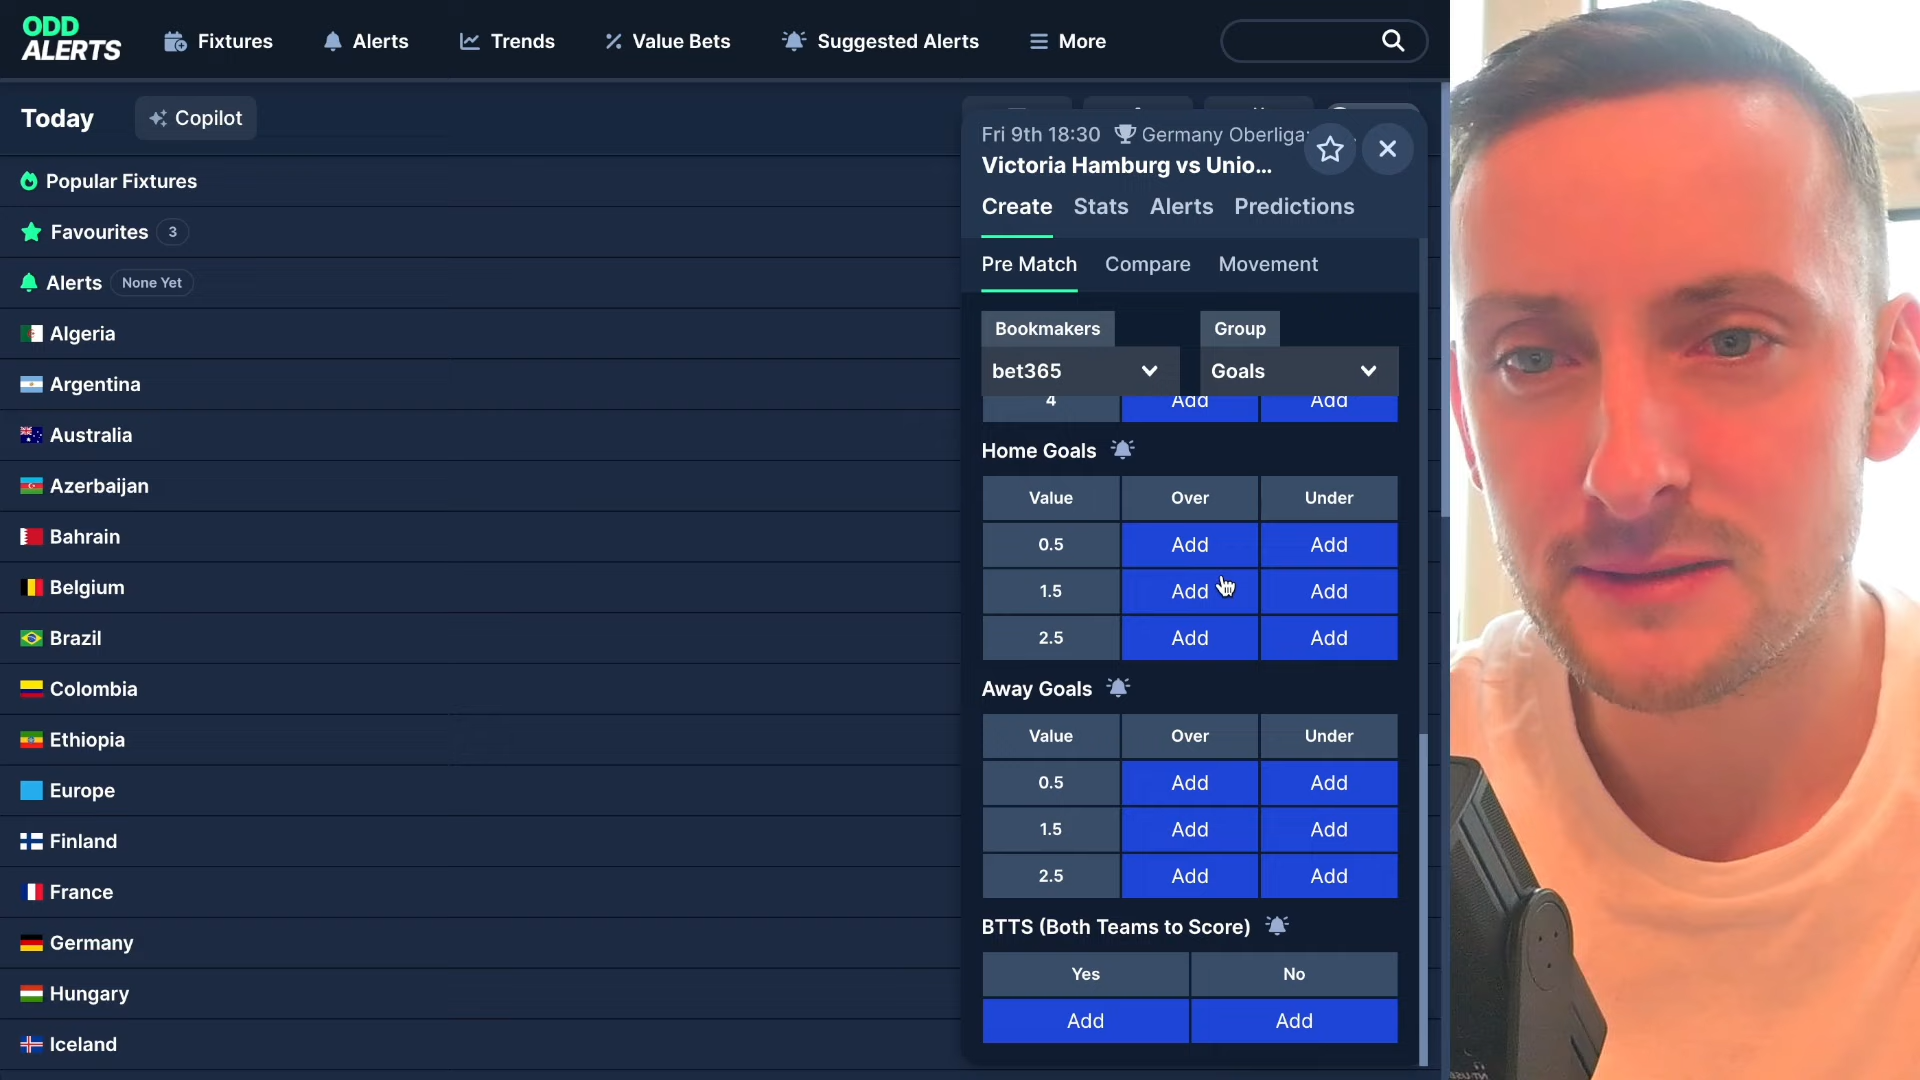 ODD
ALERTS
Fixtures
Alerts
Trends
Value Bets
Suggested Alerts
More
Today
Copilot
Popular Fixtures
Favourites 3
Alerts None Yet
Algeria
Argentina
Australia
Azerbaijan
Bahrain
Belgium
Brazil
Colombia
Ethiopia
Europe
Finland
France
Germany
Hungary
Iceland
Fri 9th 18:30 Germany Oberliga:
Victoria Hamburg vs Unio...
Create Stats Alerts Predictions
Pre Match Compare Movement
Bookmakers Group
bet365 Goals
4 Add Add
Home Goals
Value Over Under
0.5 Add Add
1.5 Add Add
2.5 Add Add
Away Goals
Value Over Under
0.5 Add Add
1.5 Add Add
2.5 Add Add
BTTS (Both Teams to Score)
Yes No
Add Add